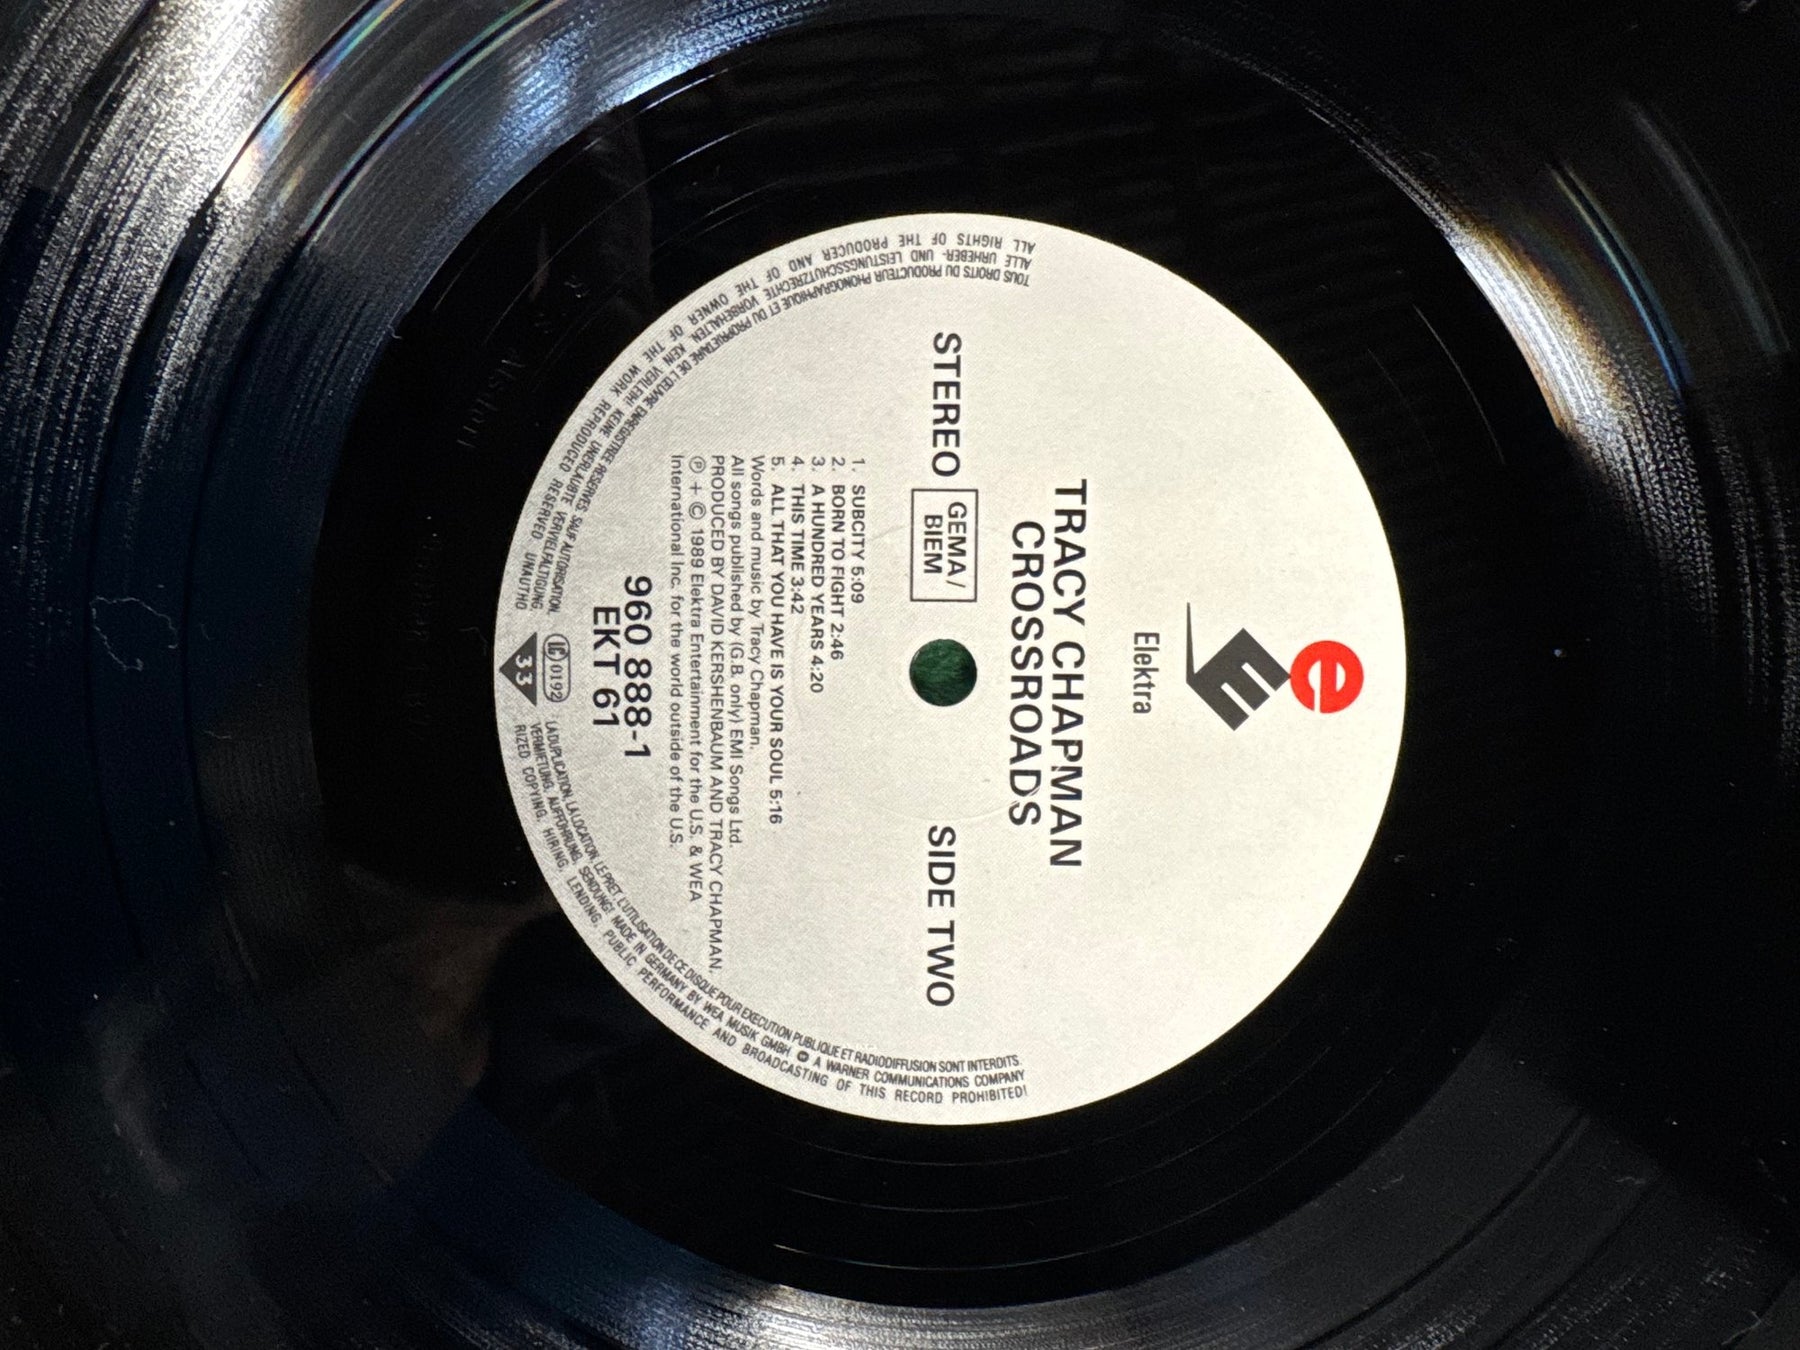 e
E
Elektra
TRACY CHAPMAN
CROSSROADS
STEREO GEMA/ BIEM SIDE TWO
1. SUBCITY 5:09
2. BORN TO FIGHT 2:46
3. A HUNDRED YEARS 4:20
4. THIS TIME 3:42
5. ALL THAT YOU HAVE IS YOUR SOUL 5:16
Words and music by Tracy Chapman.
All songs published by (G.B. only) EMI Songs Ltd.
PRODUCED BY DAVID KERSHENBAUM AND TRACY CHAPMAN.
Ⓟ + © 1989 Elektra Entertainment for the U.S. & WEA
International Inc. for the world outside of the U.S.
960 888-1
EKT 61
LC 0192
33
TOUS DROITS DU PRODUCTEUR PHONOGRAPHIQUE ET DU PROPRIETAIRE DE L'ŒUVRE ENREGISTREE RESERVES. SAUF AUTORISATION, LA DUPLICATION, LA LOCATION, LE PRET, L'UTILISATION DE CE DISQUE POUR EXECUTION PUBLIQUE ET RADIODIFFUSION SONT INTERDITS.
ALLE URHEBER- UND LEISTUNGSSCHUTZRECHTE VORBEHALTEN. KEIN VERLEIH! KEINE UNERLAUBTE VERVIELFÄLTIGUNG, VERMIETUNG, AUFFÜHRUNG, SENDUNG! MADE IN GERMANY BY WEA MUSIK GMBH A WARNER COMMUNICATIONS COMPANY
ALL RIGHTS OF THE PRODUCER AND OF THE OWNER OF THE WORK REPRODUCED RESERVED. UNAUTHORIZED COPYING, HIRING, LENDING, PUBLIC PERFORMANCE AND BROADCASTING OF THIS RECORD PROHIBITED!